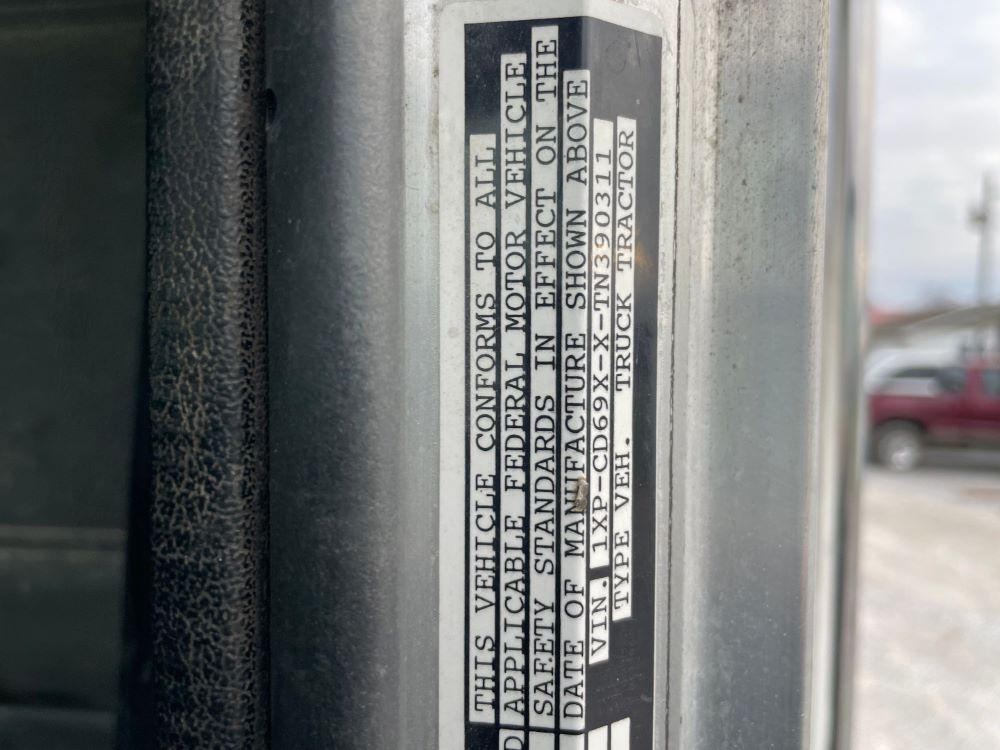 THIS VEHICLE CONFORMS TO ALL
APPLICABLE FEDERAL MOTOR VEHICLE
SAFETY STANDARDS IN EFFECT ON THE
DATE OF MANUFACTURE SHOWN ABOVE
VIN. 1XP-CD69X-X-TN390311
TYPE VEH. TRUCK TRACTOR